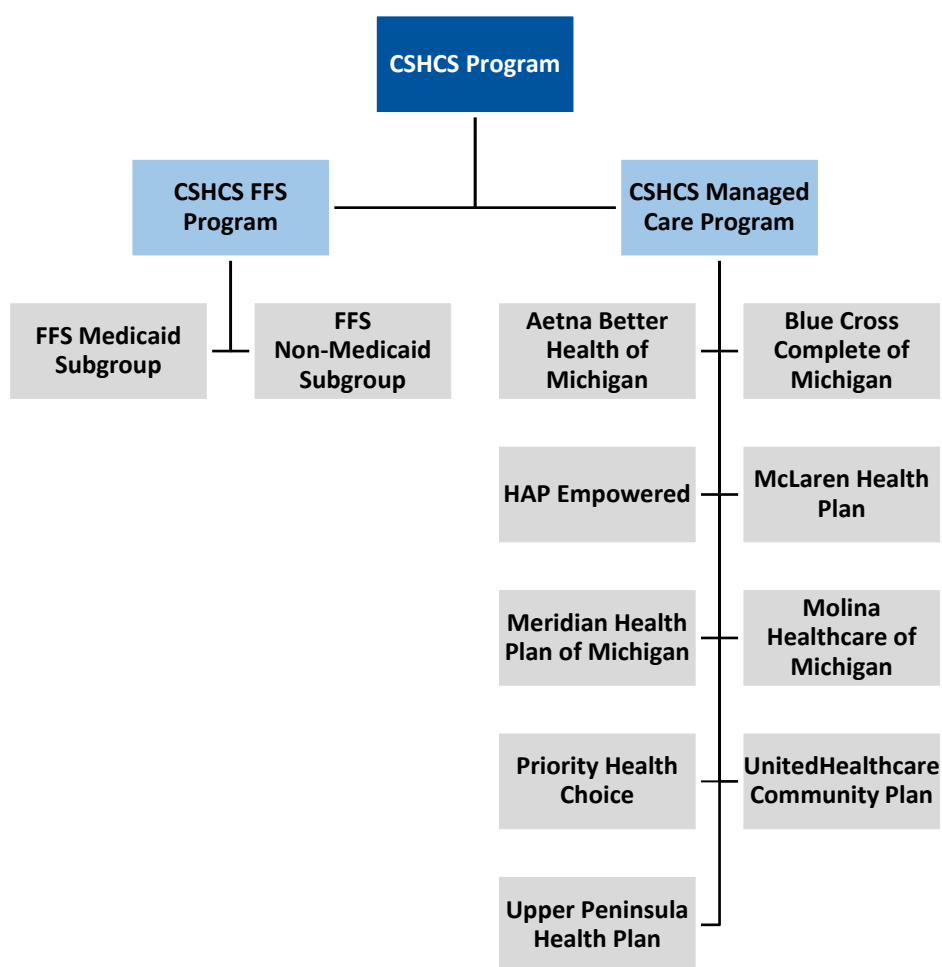 CSHCS Program
CSHCS FFS
Program
CSHCS Managed
Care Program
FFS Medicaid
Subgroup
FFS
Non-Medicaid
Subgroup
Aetna Better
Health of
Michigan
Blue Cross
Complete of
Michigan
HAP Empowered
McLaren Health
Plan
Meridian Health
Plan of Michigan
Molina
Healthcare of
Michigan
Priority Health
Choice
UnitedHealthcare
Community Plan
Upper Peninsula
Health Plan